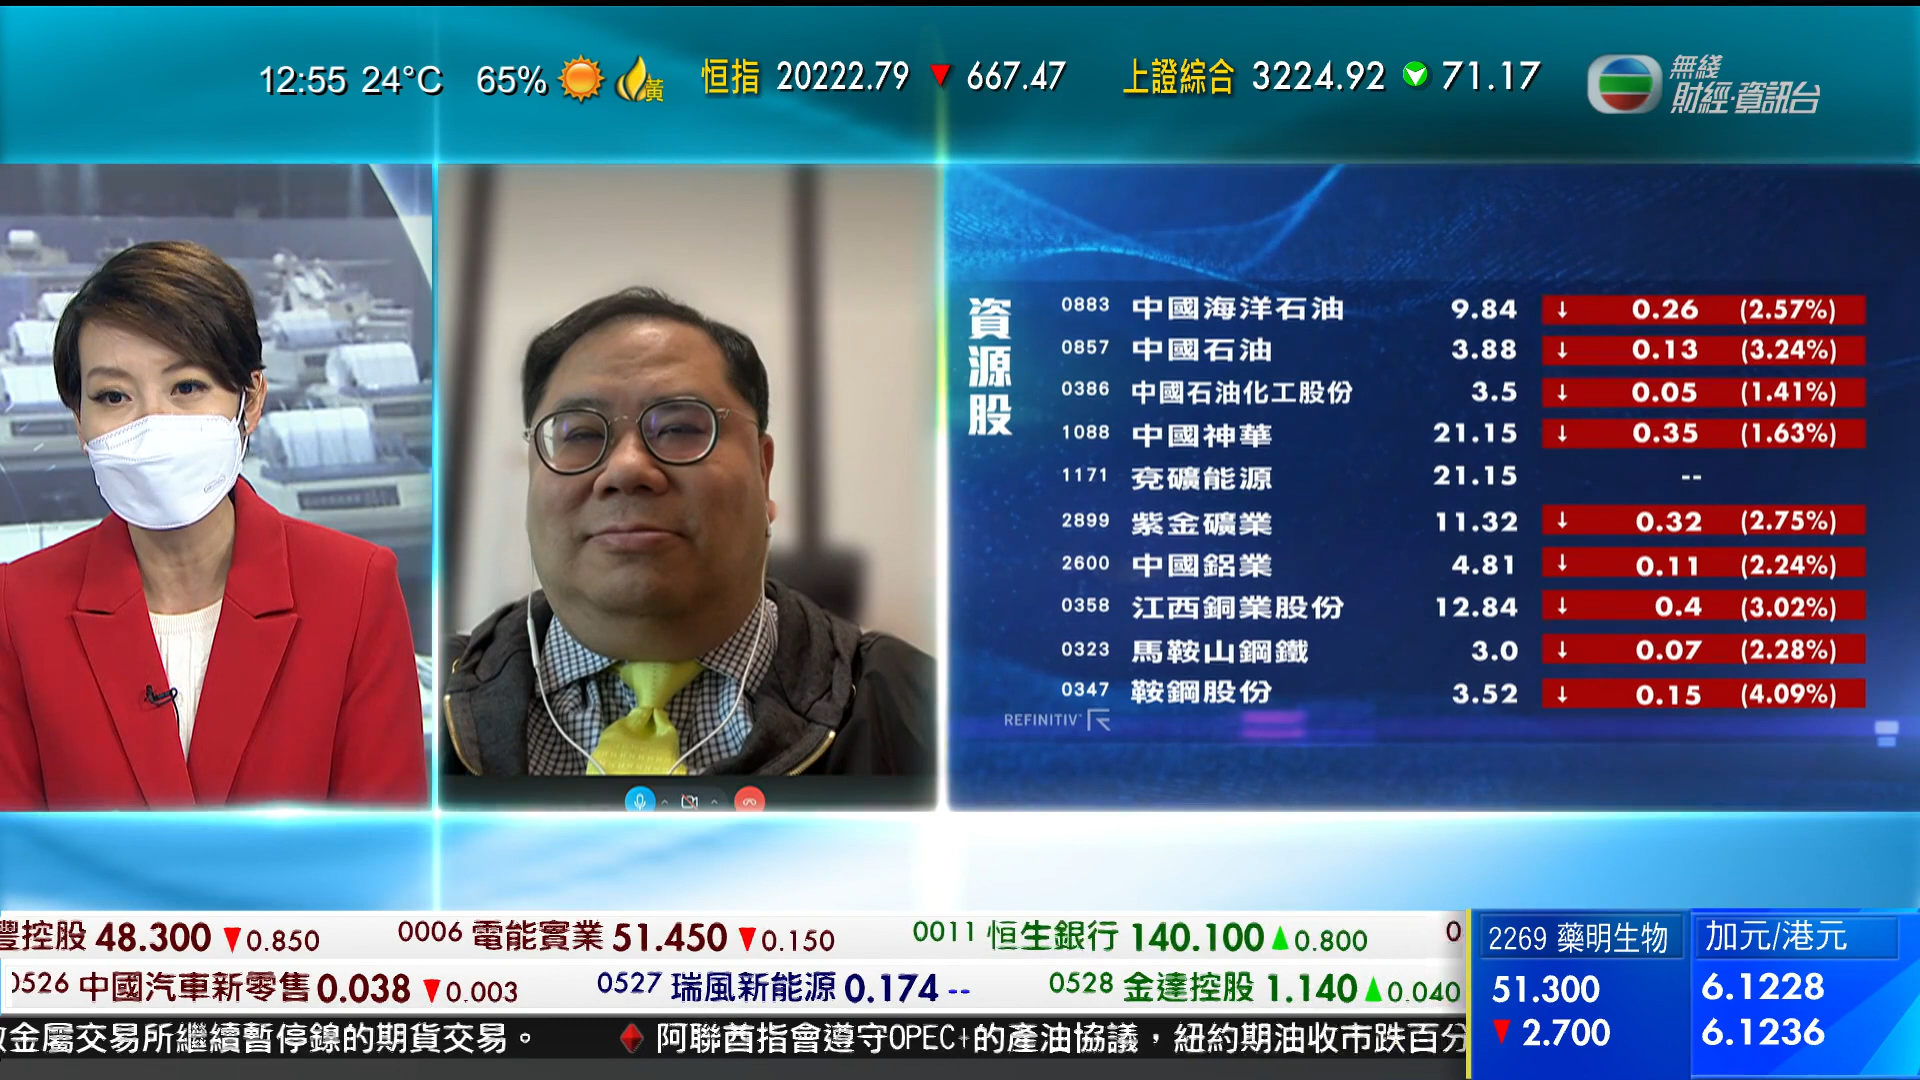 12:55 24°C 65% 黃 恒指 20222.79 ▼ 667.47 上證綜合 3224.92 71.17
無綫
財經·資訊台
資源股
0883 中國海洋石油 9.84 ↓ 0.26 (2.57%)
0857 中國石油 3.88 ↓ 0.13 (3.24%)
0386 中國石油化工股份 3.5 ↓ 0.05 (1.41%)
1088 中國神華 21.15 ↓ 0.35 (1.63%)
1171 兗礦能源 21.15 --
2899 紫金礦業 11.32 ↓ 0.32 (2.75%)
2600 中國鋁業 4.81 ↓ 0.11 (2.24%)
0358 江西銅業股份 12.84 ↓ 0.4 (3.02%)
0323 馬鞍山鋼鐵 3.0 ↓ 0.07 (2.28%)
0347 鞍鋼股份 3.52 ↓ 0.15 (4.09%)
REFINITIV
豐控股 48.300 ▼0.850 0006 電能實業 51.450 ▼0.150 0011 恒生銀行 140.100 ▲0.800 0
0526 中國汽車新零售 0.038 ▼0.003 0527 瑞風新能源 0.174 -- 0528 金達控股 1.140 ▲0.040
金屬交易所繼續暫停鎳的期貨交易。 阿聯酋指會遵守OPEC+的產油協議，紐約期油收市跌百分
2269 藥明生物
51.300
▼ 2.700
加元/港元
6.1228
6.1236